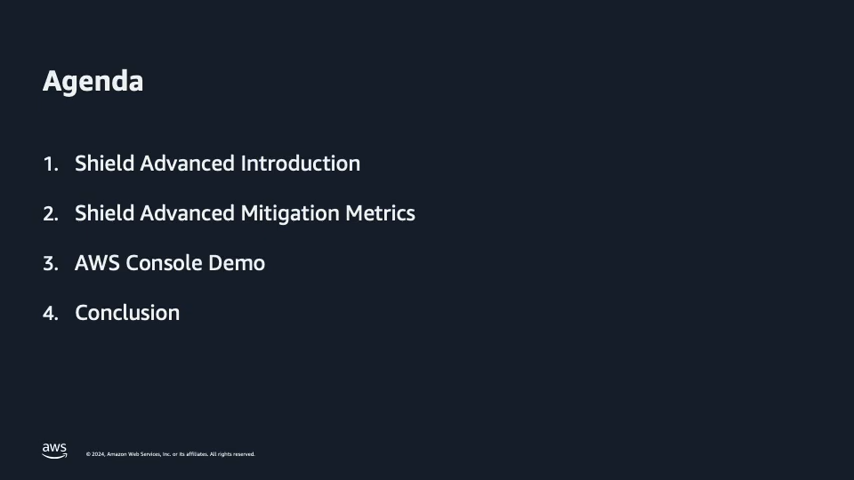 Agenda
1. Shield Advanced Introduction
2. Shield Advanced Mitigation Metrics
3. AWS Console Demo
4. Conclusion
aws
© 2024, Amazon Web Services, Inc. or its affiliates. All rights reserved.